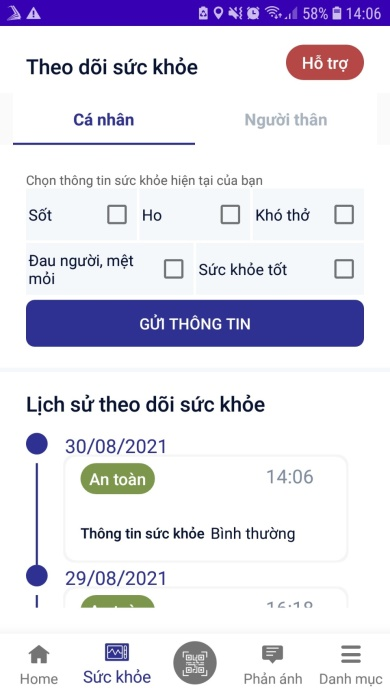 58% 14:06
Theo dõi sức khỏe
Hỗ trợ
Cá nhân
Người thân
Chọn thông tin sức khỏe hiện tại của bạn
Sốt
Ho
Khó thở
Đau người, mệt
mỏi
Sức khỏe tốt
GỬI THÔNG TIN
Lịch sử theo dõi sức khỏe
30/08/2021
An toàn
14:06
Thông tin sức khỏe Bình thường
29/08/2021
An toàn
16:18
Home
Sức khỏe
Phản ánh
Danh mục